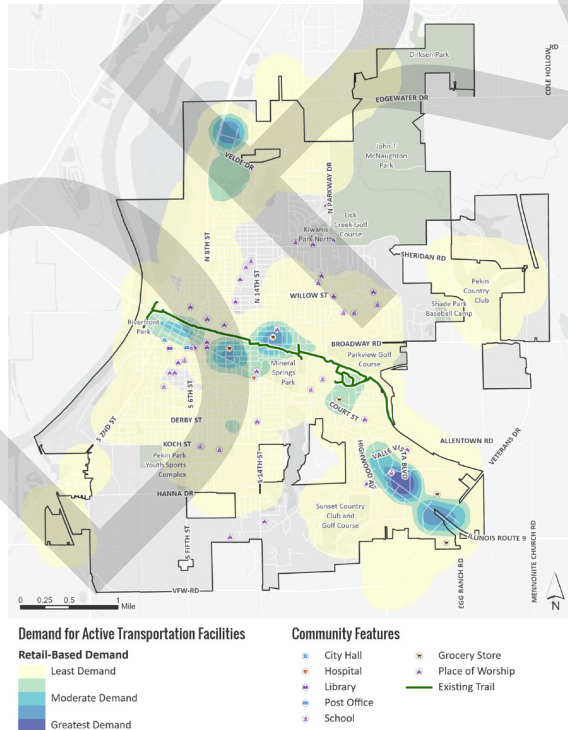 Dirksen Park
COLE HOLLOW RD
EDGEWATER DR
John T
McNaughton
Park
VELDE DR
N PARKWAY DR
Lick
Creek Golf
Course
Kiwanis
Park North
N 8TH ST
SHERIDAN RD
N 14TH ST
Pekin
Country
Club
WILLOW ST
Shade Park
Baseball Camp
Riverfront
Park
BROADWAY RD
Parkview Golf
Course
Mineral
Springs
Park
S 6TH ST
COURT ST
S 2ND ST
DERBY ST
ALLENTOWN RD
VETERANS DR
KOCH ST
Pekin Park
Youth Sports
Complex
S 14TH ST
HIGHWOOD AV
VALLE VISTA BLVD
HANNA DR
Sunset Country
Club and
Golf Course
ILLINOIS ROUTE 9
S FIFTH ST
EGG RANCH RD
MENNONITE CHURCH RD
VFW RD
0 0.25 0.5 1
Mile
N
Demand for Active Transportation Facilities
Retail-Based Demand
Least Demand
Moderate Demand
Greatest Demand
Community Features
City Hall
Hospital
Library
Post Office
School
Grocery Store
Place of Worship
Existing Trail